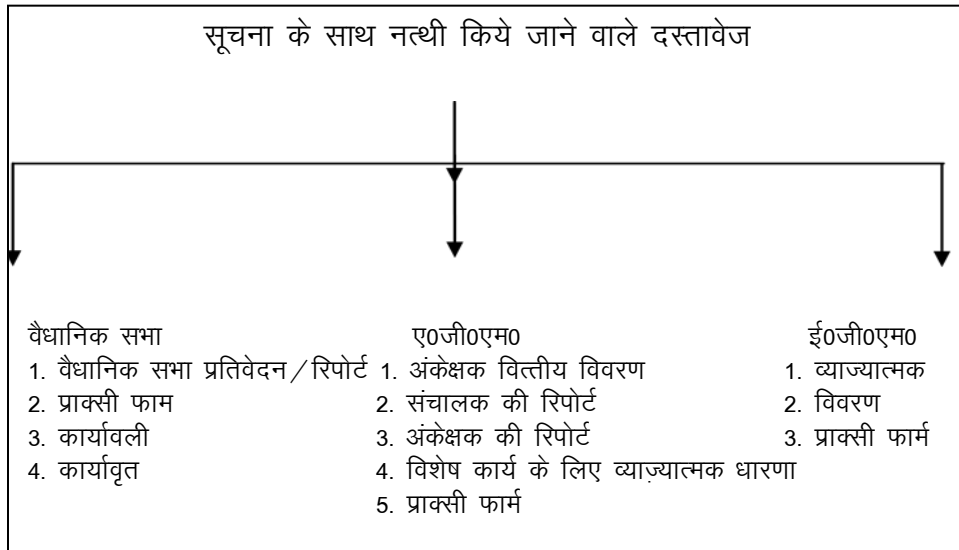 सूचना के साथ नत्थी किये जाने वाले दस्तावेज
वैधानिक सभा
1. वैधानिक सभा प्रतिवेदन/रिपोर्ट
2. प्राक्सी फाम
3. कार्यावली
4. कार्यावृत
ए0जी0एम0
1. अंकेक्षक वित्तीय विवरण
2. संचालक की रिपोर्ट
3. अंकेक्षक की रिपोर्ट
4. विशेष कार्य के लिए व्याज़्यात्मक धारणा
5. प्राक्सी फार्म
ई0जी0एम0
1. व्याज्यात्मक
2. विवरण
3. प्राक्सी फार्म